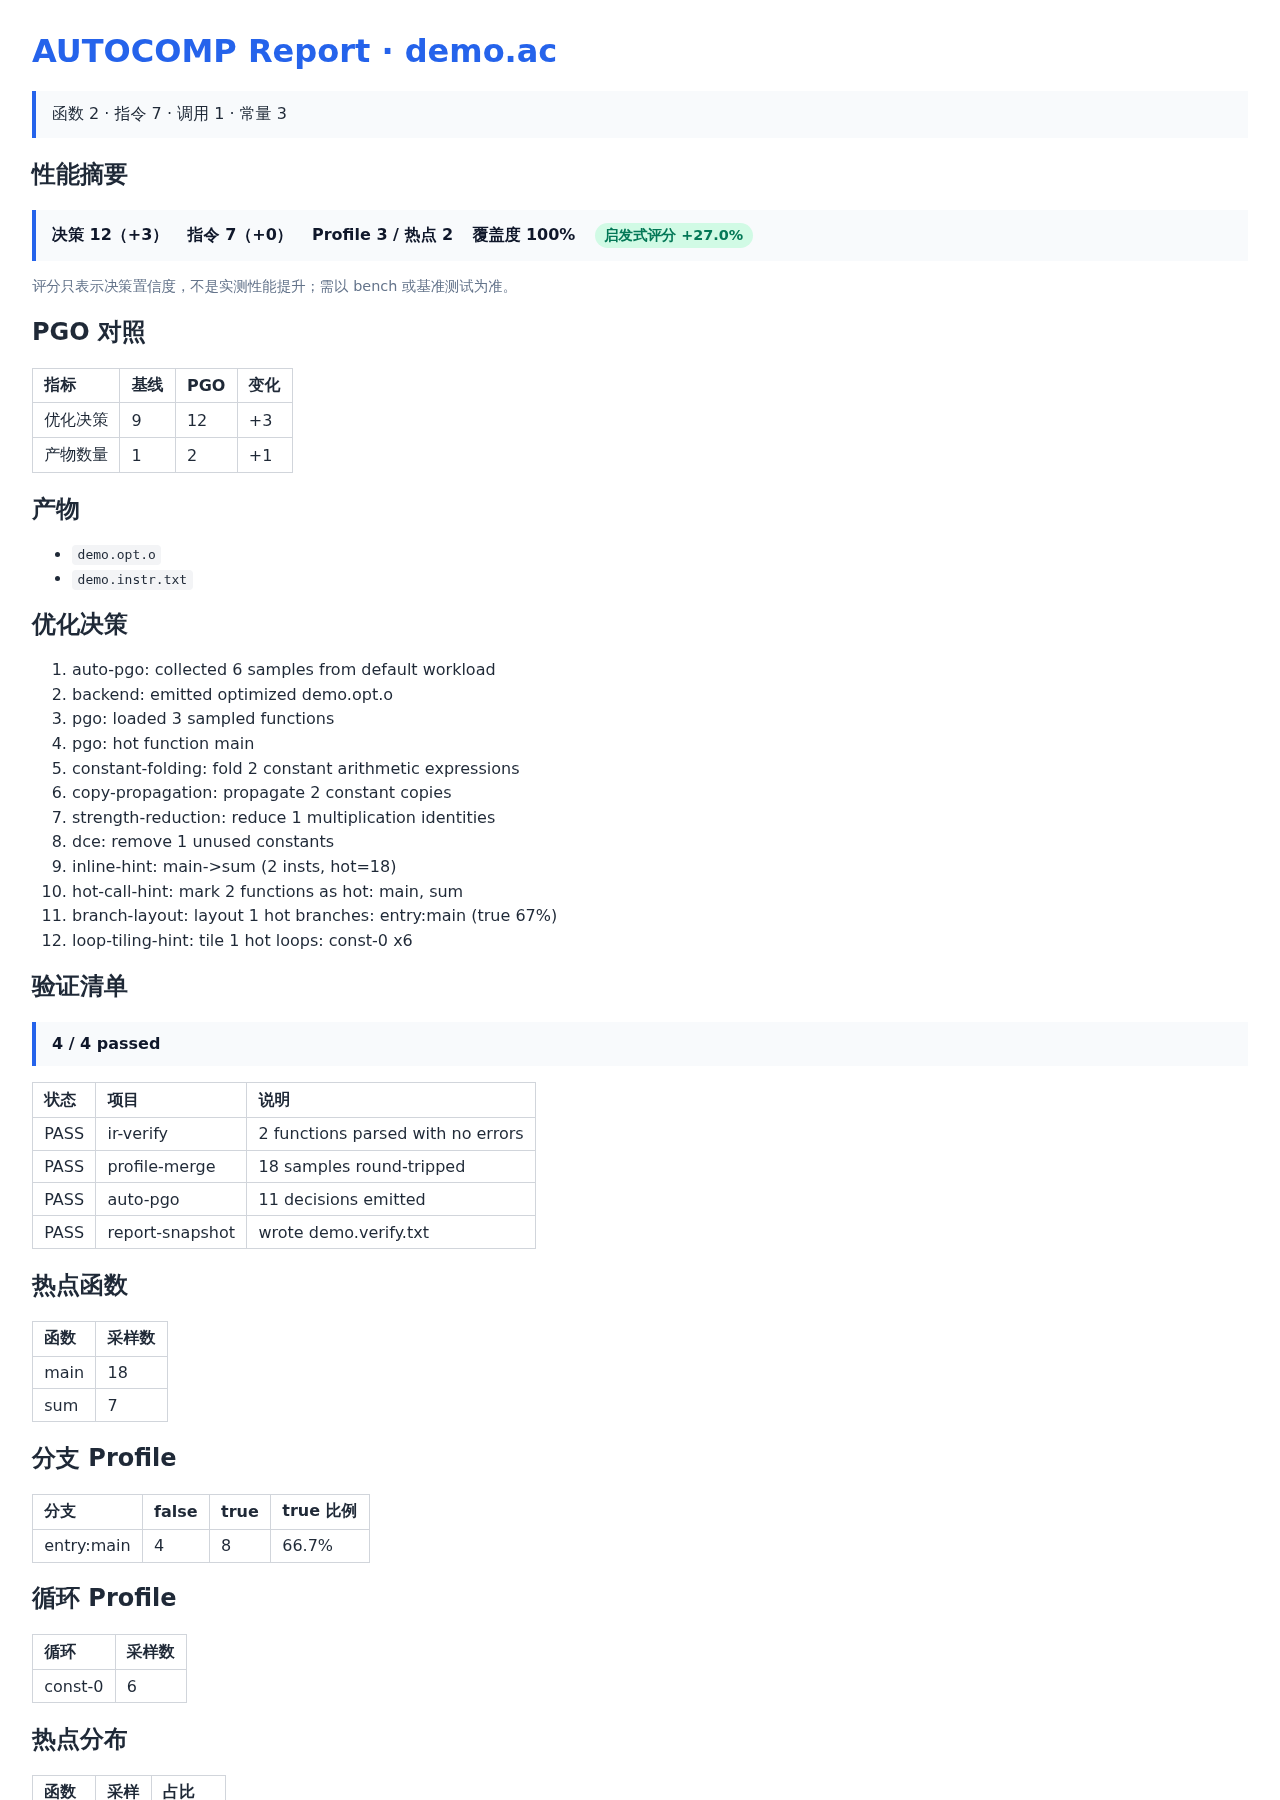 AUTOCOMP Report · demo.ac
函数 2 · 指令 7 · 调用 1 · 常量 3
性能摘要
决策 12（+3） 指令 7（+0） Profile 3 / 热点 2 覆盖度 100% 启发式评分 +27.0%
评分只表示决策置信度，不是实测性能提升；需以 bench 或基准测试为准。
PGO 对照
指标 基线 PGO 变化
优化决策 9 12 +3
产物数量 1 2 +1
产物
• demo.opt.o
• demo.instr.txt
优化决策
1. auto-pgo: collected 6 samples from default workload
2. backend: emitted optimized demo.opt.o
3. pgo: loaded 3 sampled functions
4. pgo: hot function main
5. constant-folding: fold 2 constant arithmetic expressions
6. copy-propagation: propagate 2 constant copies
7. strength-reduction: reduce 1 multiplication identities
8. dce: remove 1 unused constants
9. inline-hint: main->sum (2 insts, hot=18)
10. hot-call-hint: mark 2 functions as hot: main, sum
11. branch-layout: layout 1 hot branches: entry:main (true 67%)
12. loop-tiling-hint: tile 1 hot loops: const-0 x6
验证清单
4 / 4 passed
状态 项目 说明
PASS ir-verify 2 functions parsed with no errors
PASS profile-merge 18 samples round-tripped
PASS auto-pgo 11 decisions emitted
PASS report-snapshot wrote demo.verify.txt
热点函数
函数 采样数
main 18
sum 7
分支 Profile
分支 false true true 比例
entry:main 4 8 66.7%
循环 Profile
循环 采样数
const-0 6
热点分布
函数 采样 占比